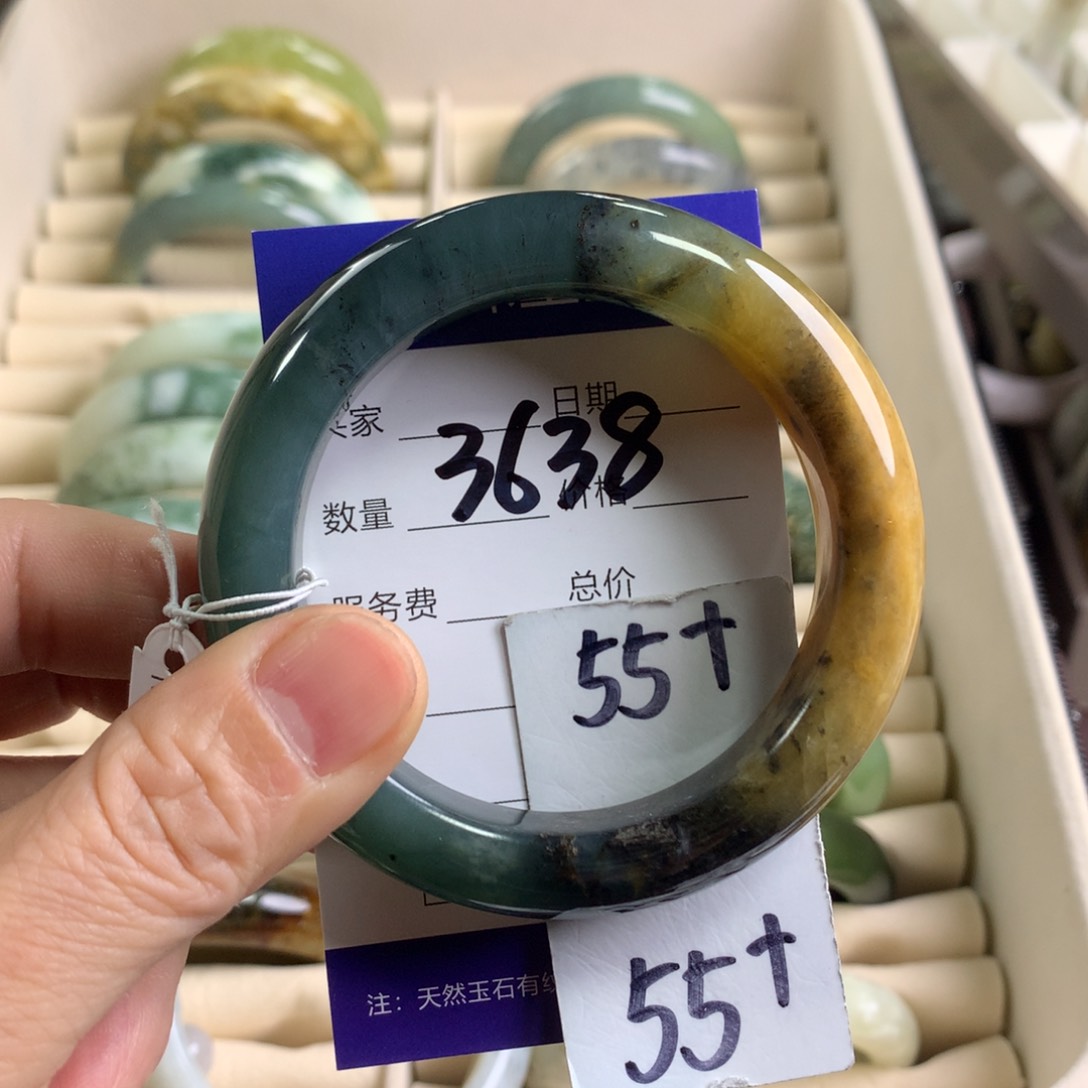 家 日期
3638
数量 价格
服务费 总价
55+
55+
注：天然玉石有纹